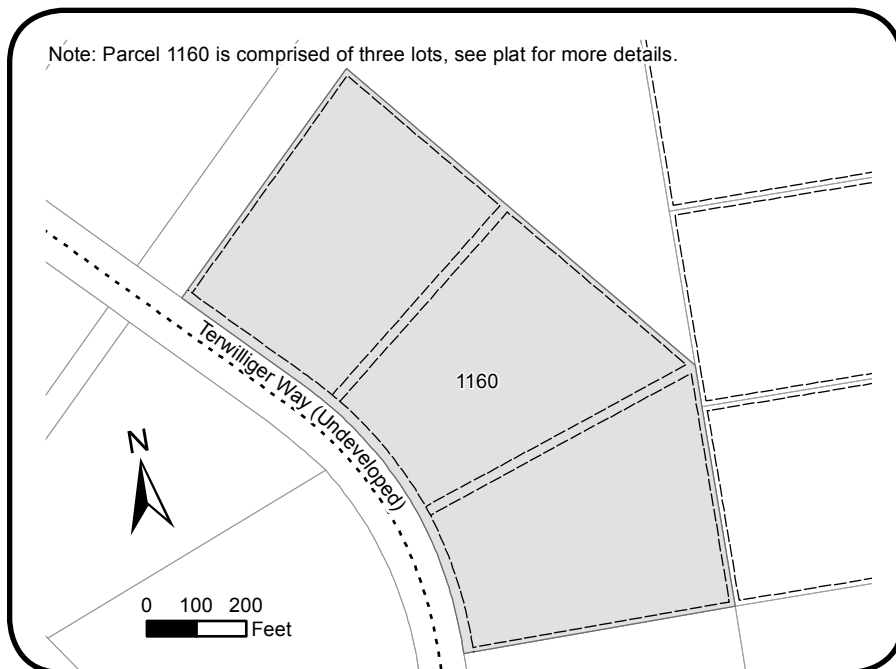 Note: Parcel 1160 is comprised of three lots, see plat for more details.
Terwilliger Way (Undeveloped)
1160
N
0 100 200
Feet